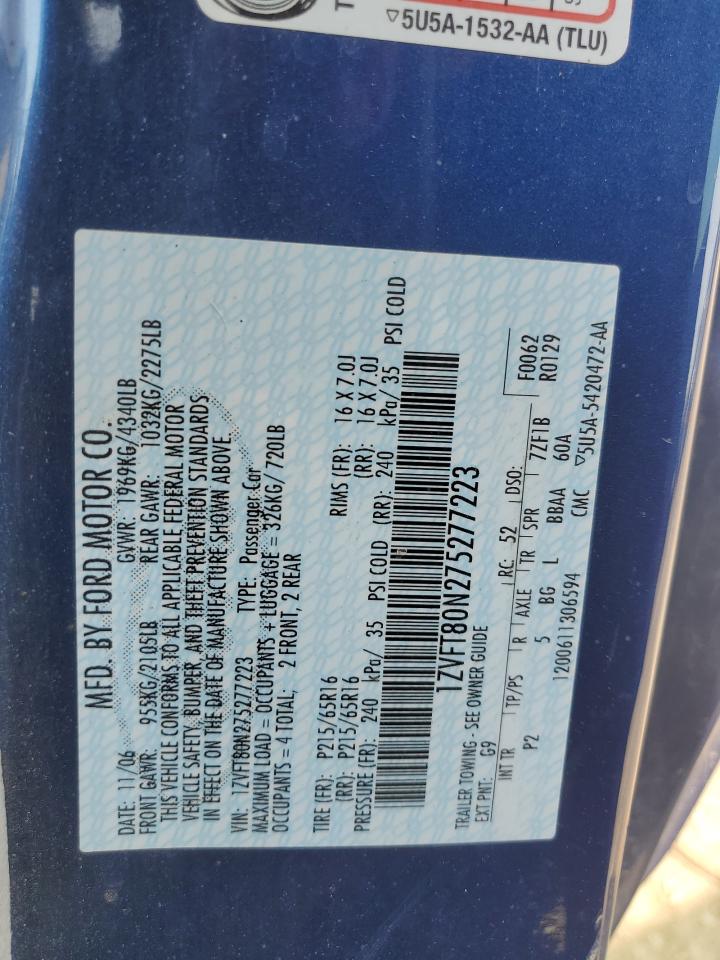 ▽5U5A-1532-AA (TLU)
MFD. BY FORD MOTOR CO.
DATE: 11/06 GVWR: 1969KG/4340LB
FRONT GAWR: 955KG/2105LB REAR GAWR: 1032KG/2275LB
THIS VEHICLE CONFORMS TO ALL APPLICABLE FEDERAL MOTOR
VEHICLE SAFETY, BUMPER, AND THEFT PREVENTION STANDARDS
IN EFFECT ON THE DATE OF MANUFACTURE SHOWN ABOVE.
VIN: 1ZVFT80N275277223 TYPE: Passenger Car
MAXIMUM LOAD = OCCUPANTS + LUGGAGE = 326KG/ 720LB
OCCUPANTS = 4 TOTAL; 2 FRONT, 2 REAR
TIRE (FR): P215/65R16 RIMS (FR): 16 X 7.0J
(RR): P215/65R16 (RR): 16 X 7.0J
PRESSURE (FR): 240 kPa/ 35 PSI COLD (RR): 240 kPa/ 35 PSI COLD
1ZVFT80N275277223
TRAILER TOWING - SEE OWNER GUIDE
EXT PNT: G9 RC: 52 DSO: F0062
INT TR TP/PS R AXLE TR SPR 7ZF1B R0129
P2 5 BG L BBAA 60A
1Z00611306594 CMC ▽5U5A-5420472-AA